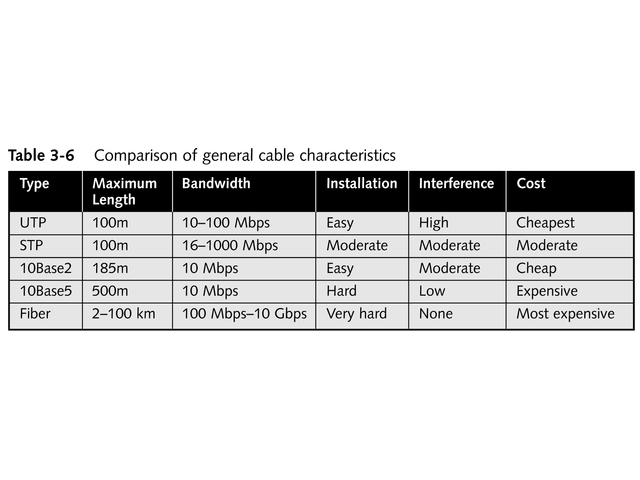 Table 3-6 Comparison of general cable characteristics
Type Maximum Length Bandwidth Installation Interference Cost
UTP 100m 10–100 Mbps Easy High Cheapest
STP 100m 16–1000 Mbps Moderate Moderate Moderate
10Base2 185m 10 Mbps Easy Moderate Cheap
10Base5 500m 10 Mbps Hard Low Expensive
Fiber 2–100 km 100 Mbps–10 Gbps Very hard None Most expensive